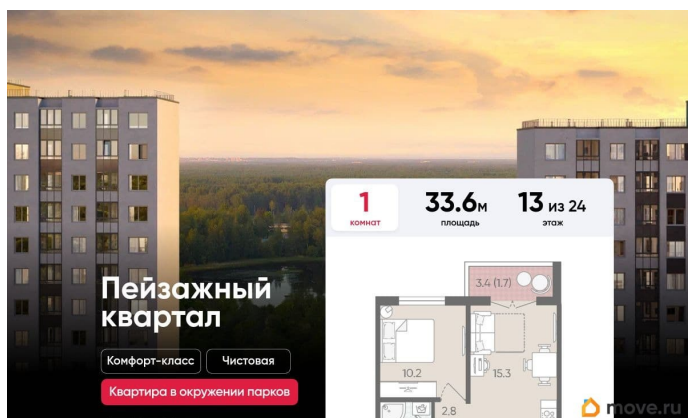 1
комнат
33.6м
площадь
13 из 24
этаж
Пейзажный
квартал
Комфорт-класс
Чистовая
Квартира в окружении парков
3.4 (1.7)
10.2
15.3
2.8
move.ru